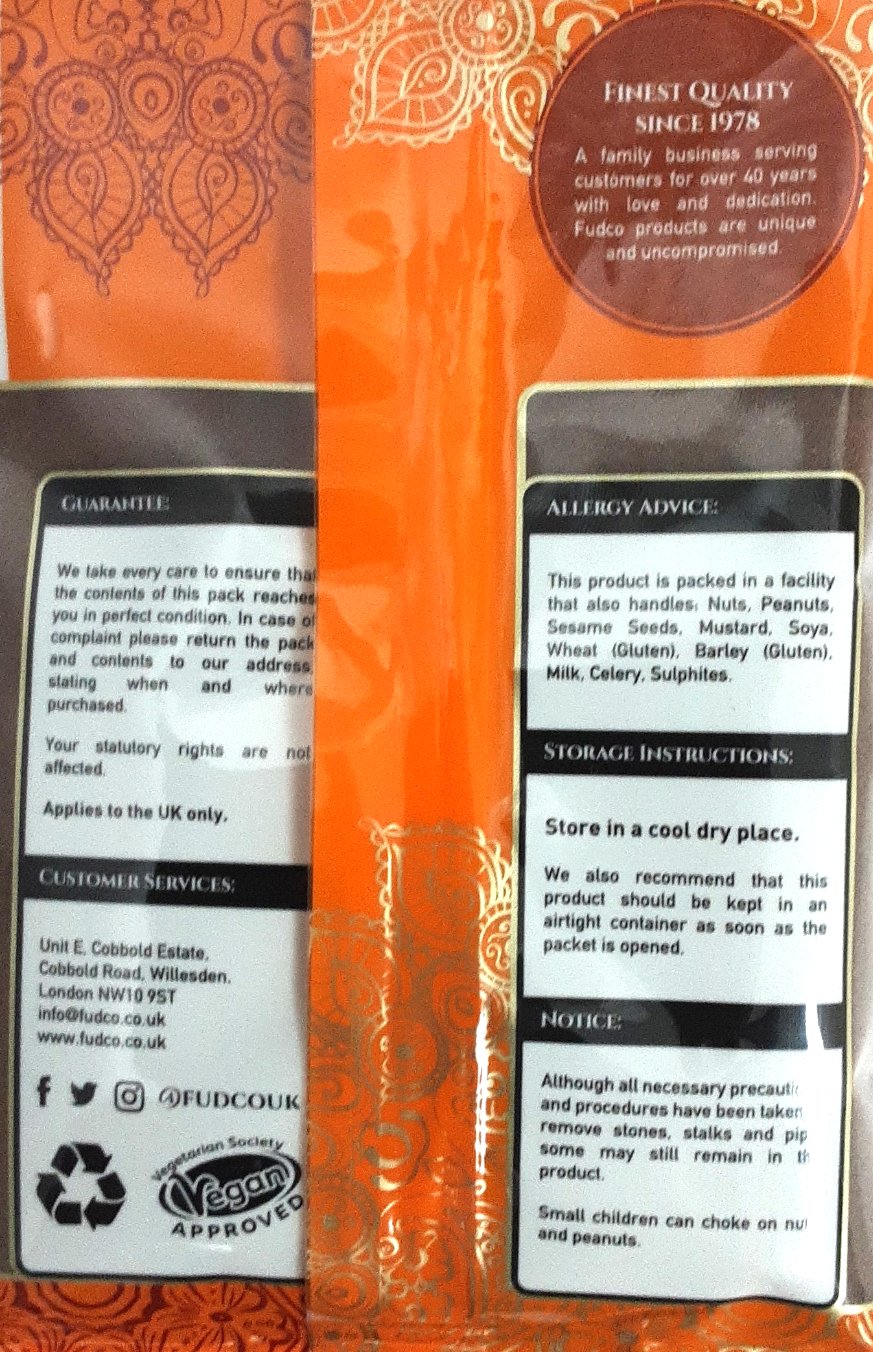 FINEST QUALITY
SINCE 1978
A family business serving
customers for over 40 years
with love and dedication.
Fudco products are unique
and uncompromised.
GUARANTEE:
We take every care to ensure tha
the contents of this pack reaches
you in perfect condition. In case of
complaint please return the pack
and contents to our address
stating when and where
purchased.
Your statutory rights are not
affected.
Applies to the UK only.
CUSTOMER SERVICES:
Unit E, Cobbold Estate,
Cobbold Road, Willesden,
London NW10 9ST
info@fudco.co.uk
www.fudco.co.uk
@FUDCOUK
Vegetarian Society
Vegan
APPROVED
ALLERGY ADVICE:
This product is packed in a facility
that also handles: Nuts, Peanuts,
Sesame Seeds, Mustard, Soya,
Wheat (Gluten), Barley (Gluten),
Milk, Celery, Sulphites.
STORAGE INSTRUCTIONS:
Store in a cool dry place.
We also recommend that this
product should be kept in an
airtight container as soon as the
packet is opened.
NOTICE:
Although all necessary precauti
and procedures have been taken
remove stones, stalks and pip
some may still remain in th
product.
Small children can choke on nu
and peanuts.